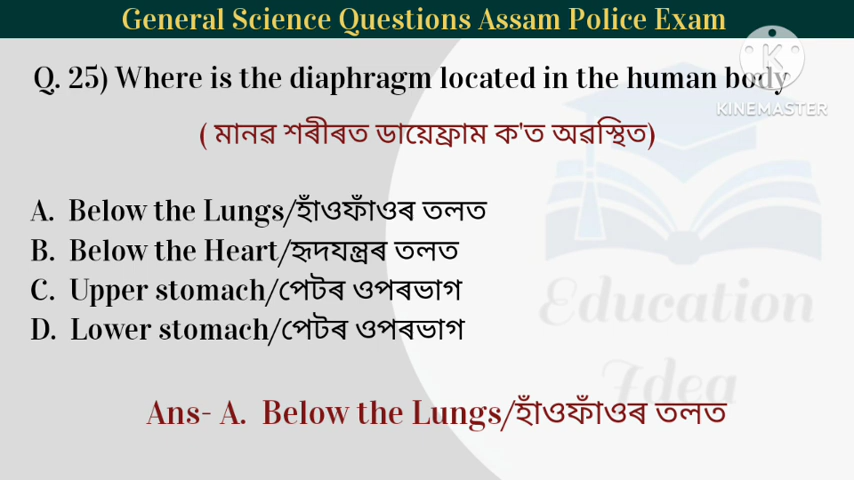 General Science Questions Assam Police Exam
Q. 25) Where is the diaphragm located in the human body
KINEMASTER
( মানৱ শৰীৰত ডায়েফ্ৰাম ক'ত অৱস্থিত)
A. Below the Lungs/হাঁওফাঁওৰ তলত
B. Below the Heart/হৃদযন্ত্ৰৰ তলত
C. Upper stomach/পেটৰ ওপৰভাগ
D. Lower stomach/পেটৰ ওপৰভাগ
Education
Idea
Ans- A. Below the Lungs/হাঁওফাঁওৰ তলত